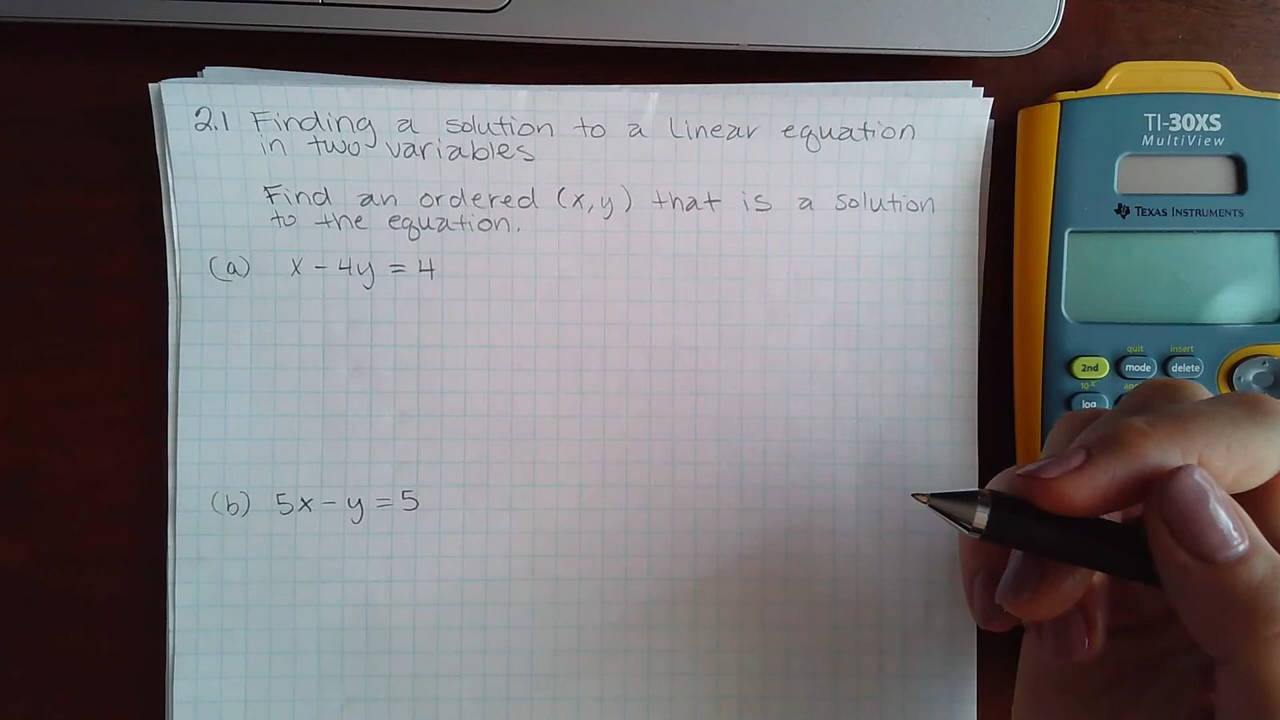 2.1 Finding a solution to a linear equation
in two variables
Find an ordered (x,y) that is a solution
to the equation.
(a) x - 4y = 4
(b) 5x - y = 5
TI-30XS
MultiView
TEXAS INSTRUMENTS
quit insert
2nd mode delete
log